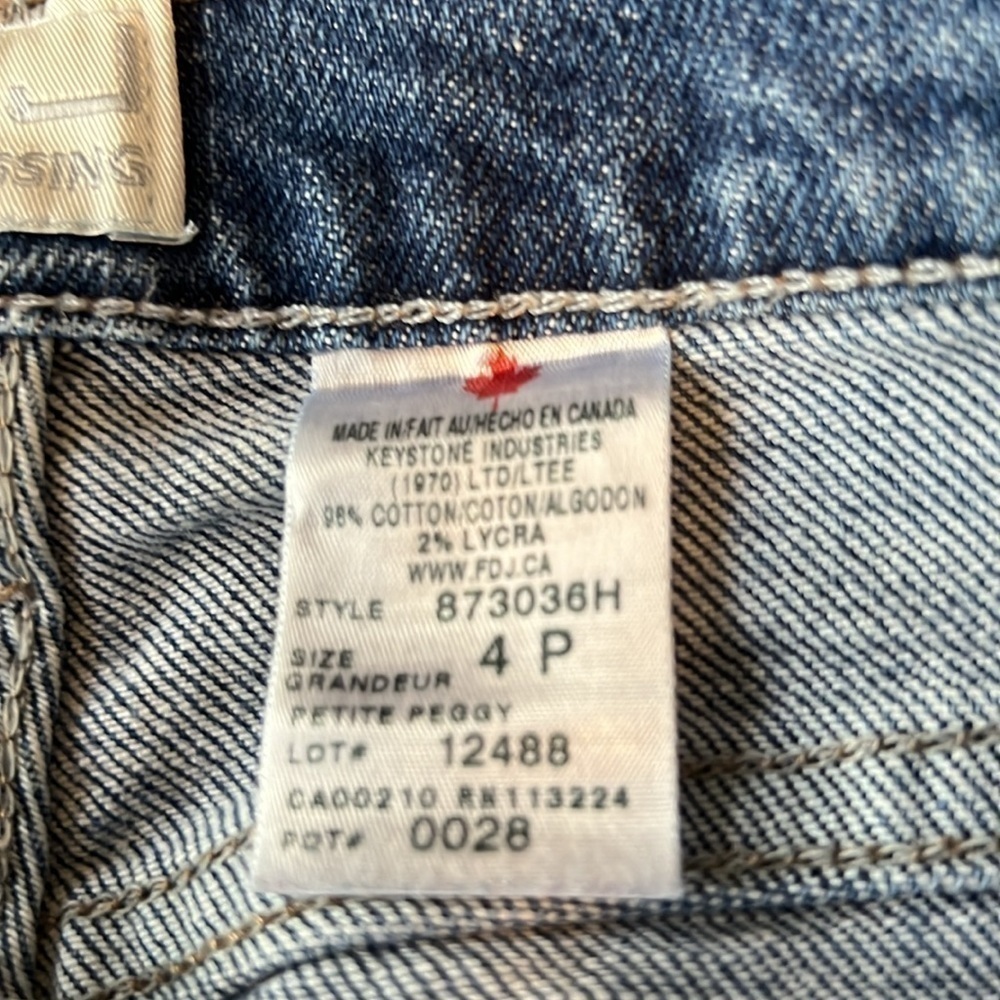 SSING
MADE IN/FAIT AU/HECHO EN CANADA
KEYSTONE INDUSTRIES
(1970) LTD/LTEE
98% COTTON/COTON/ALGODON
2% LYCRA
WWW.FDJ.CA
STYLE 873036H
SIZE 4 P
GRANDEUR
PETITE PEGGY
LOT# 12488
CA00210 RN113224
POT# 0028